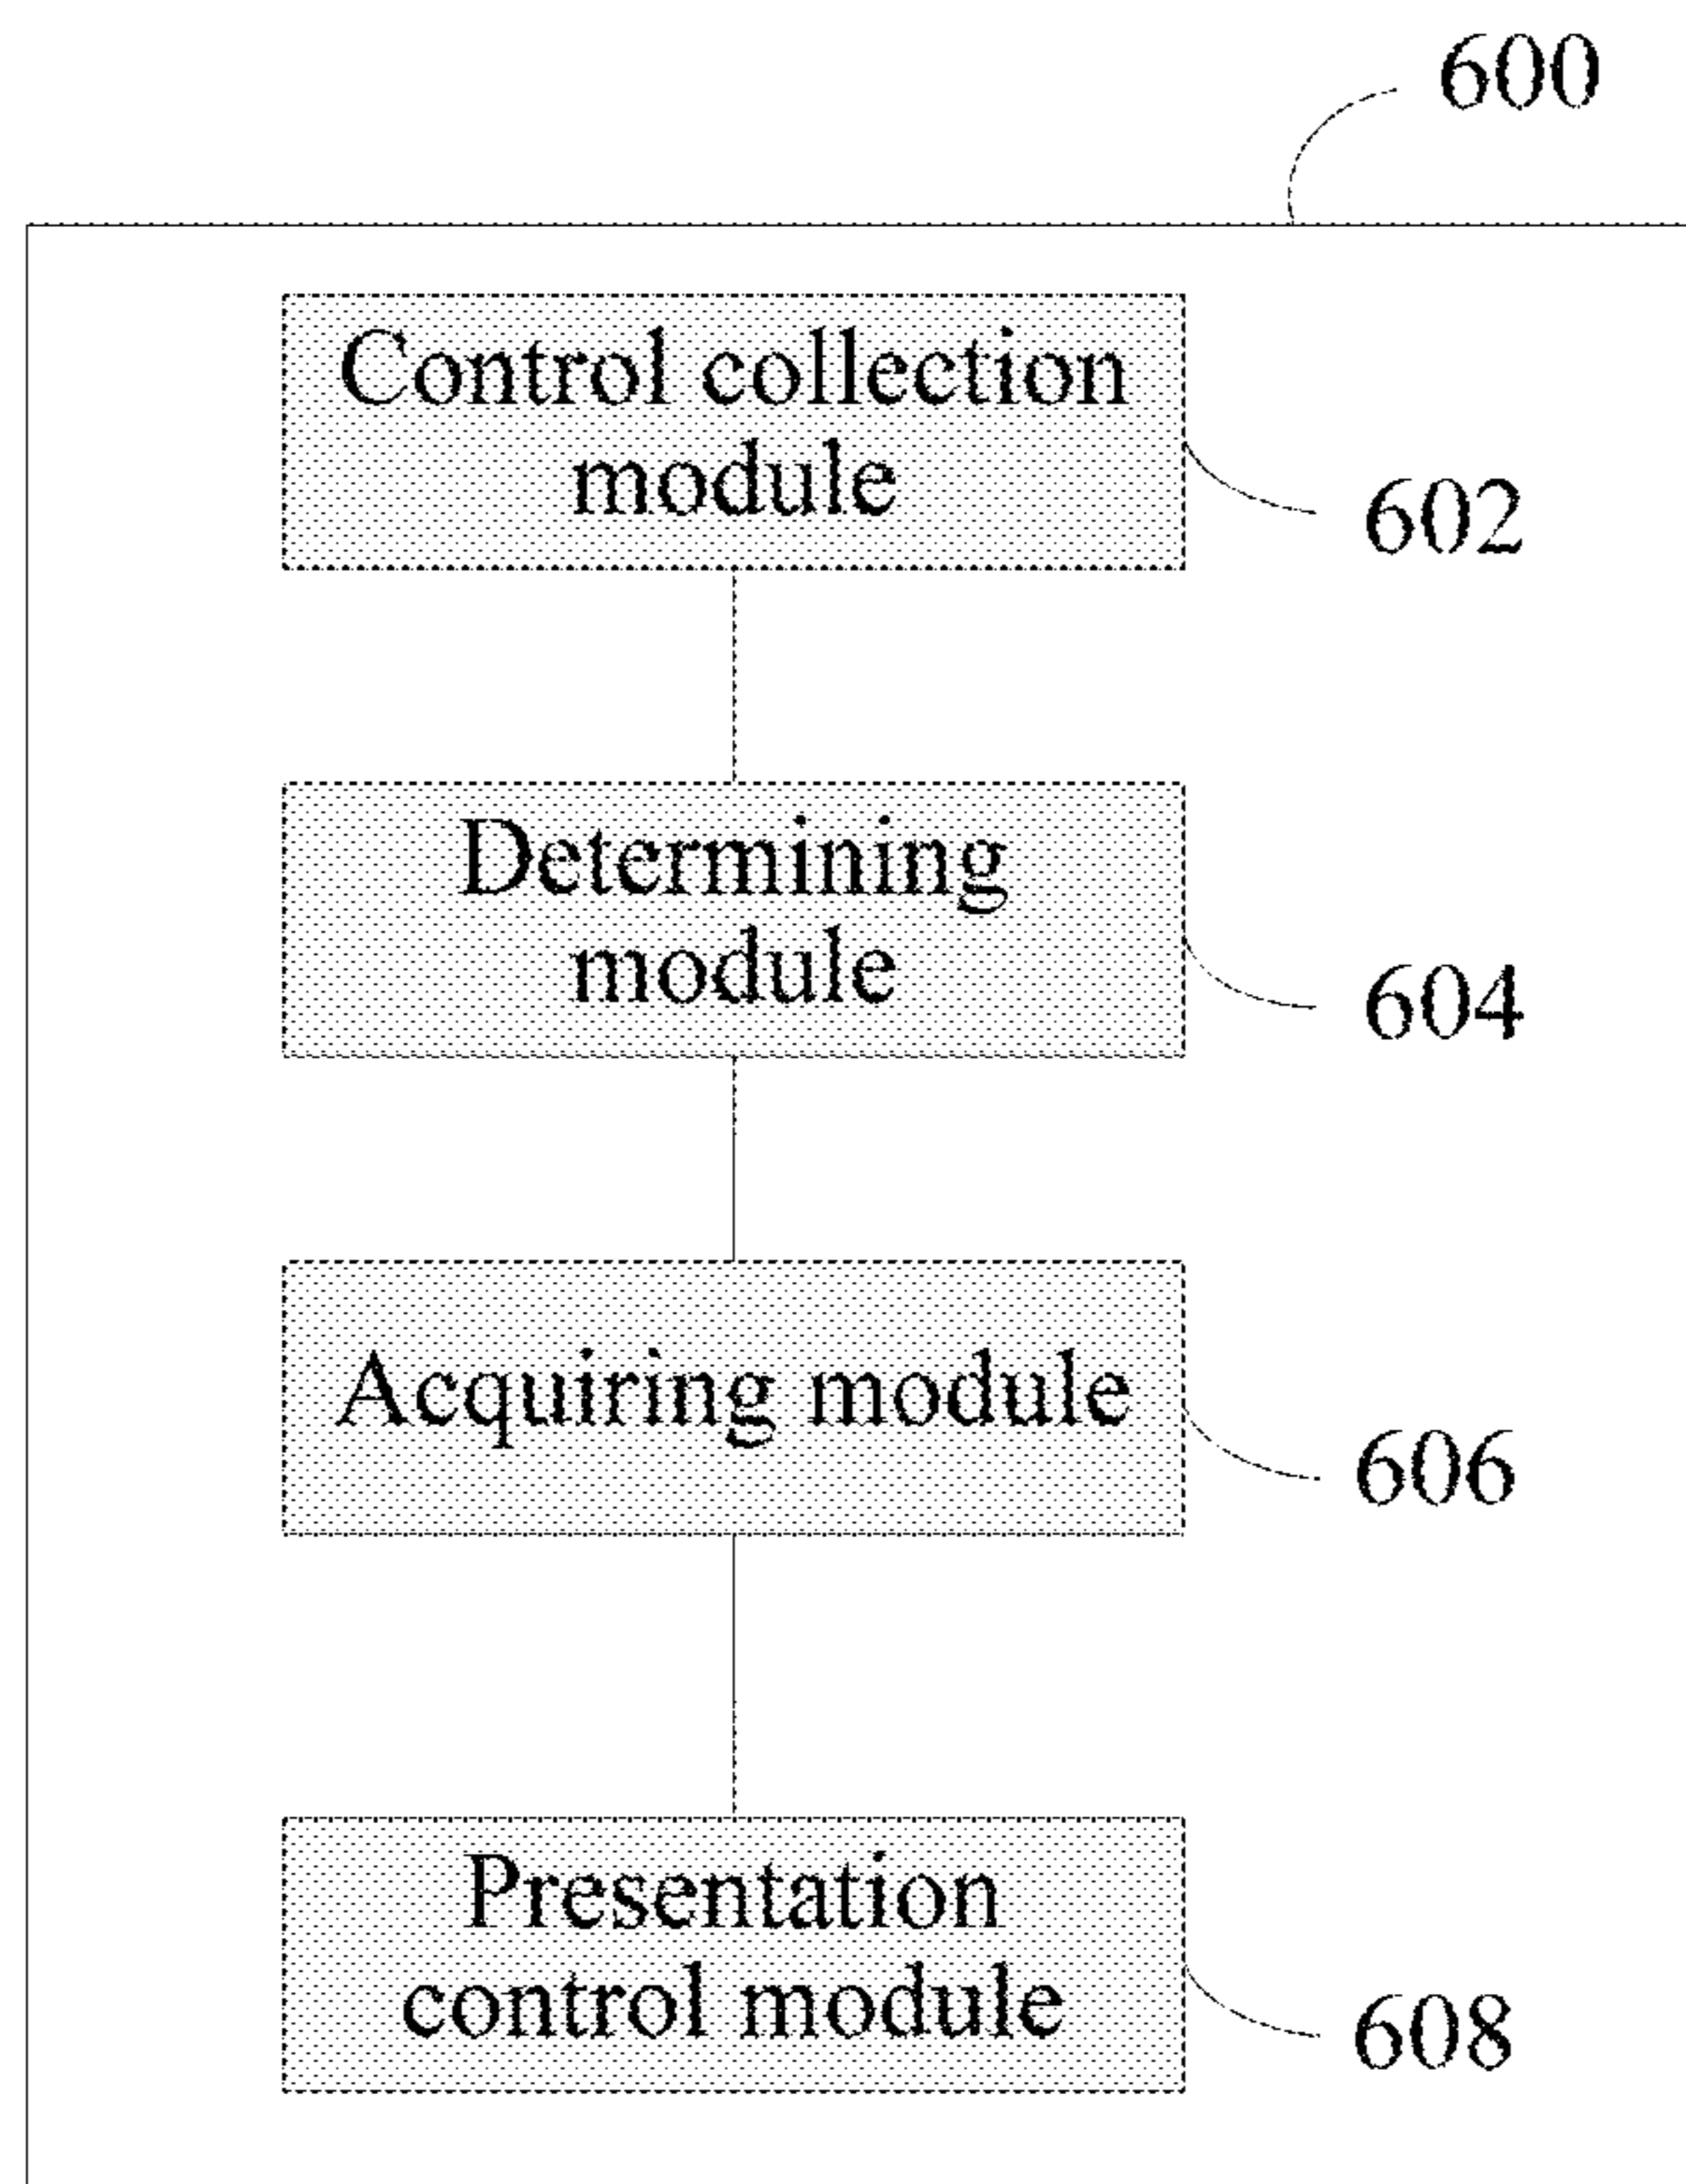 600
Control collection
module
602
Determining
module
604
Acquiring module
606
Presentation
control module
608